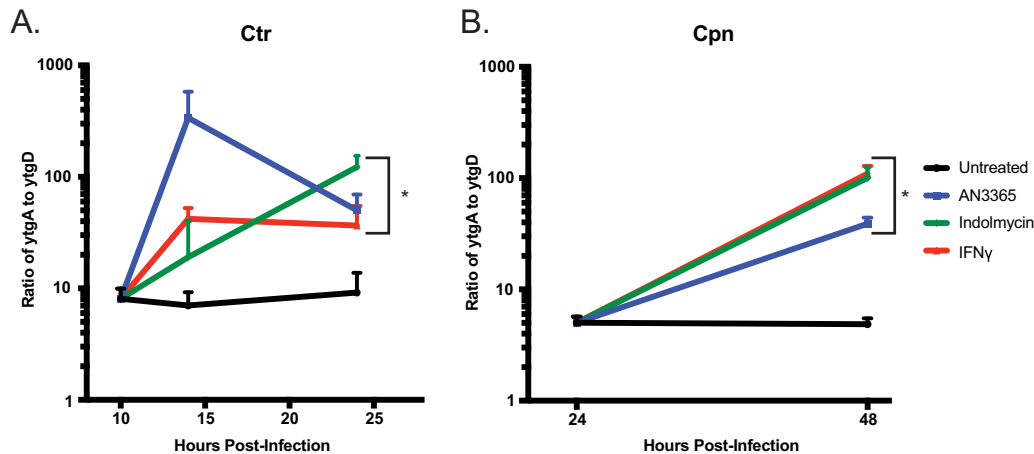 A.
Ctr
Ratio of ytgA to ytgD
1000
100
10
1
10
15
20
25
Hours Post-Infection
*
B.
Cpn
Ratio of ytgA to ytgD
1000
100
10
1
24
48
Hours Post-Infection
*
Untreated
AN3365
Indolmycin
IFNγ